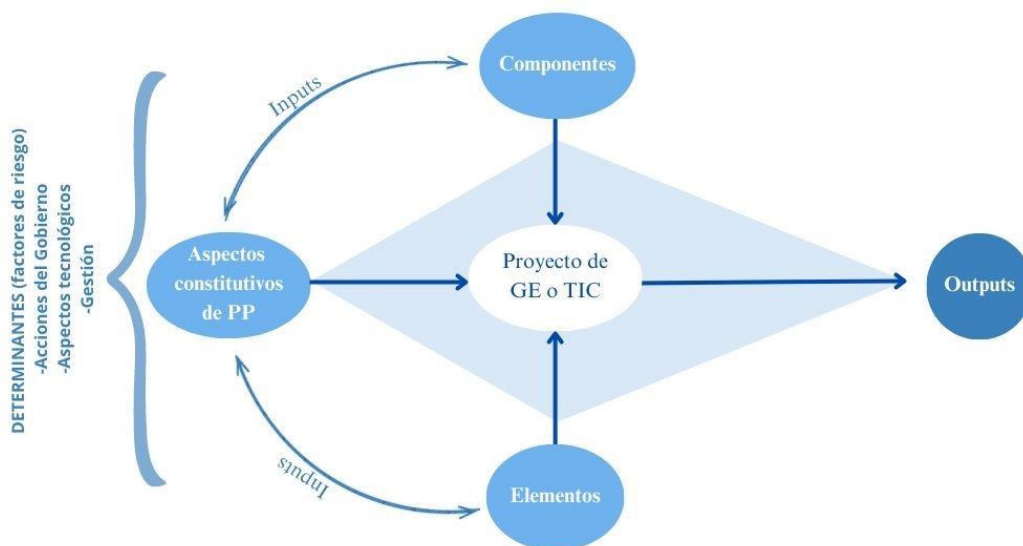 DETERMINANTES (factores de riesgo)
-Acciones del Gobierno
-Aspectos tecnológicos
-Gestión
Inputs
Componentes
Aspectos
constitutivos
de PP
Proyecto de
GE o TIC
Outputs
Inputs
Elementos